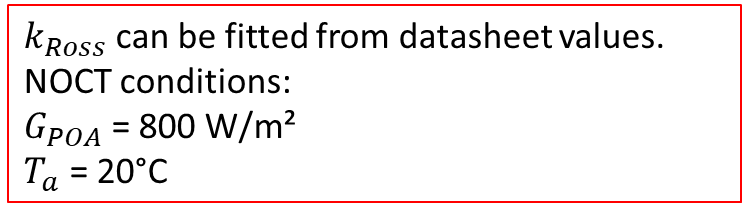 k_Ross can be fitted from datasheet values.
NOCT conditions:
G_POA = 800 W/m²
T_a = 20°C